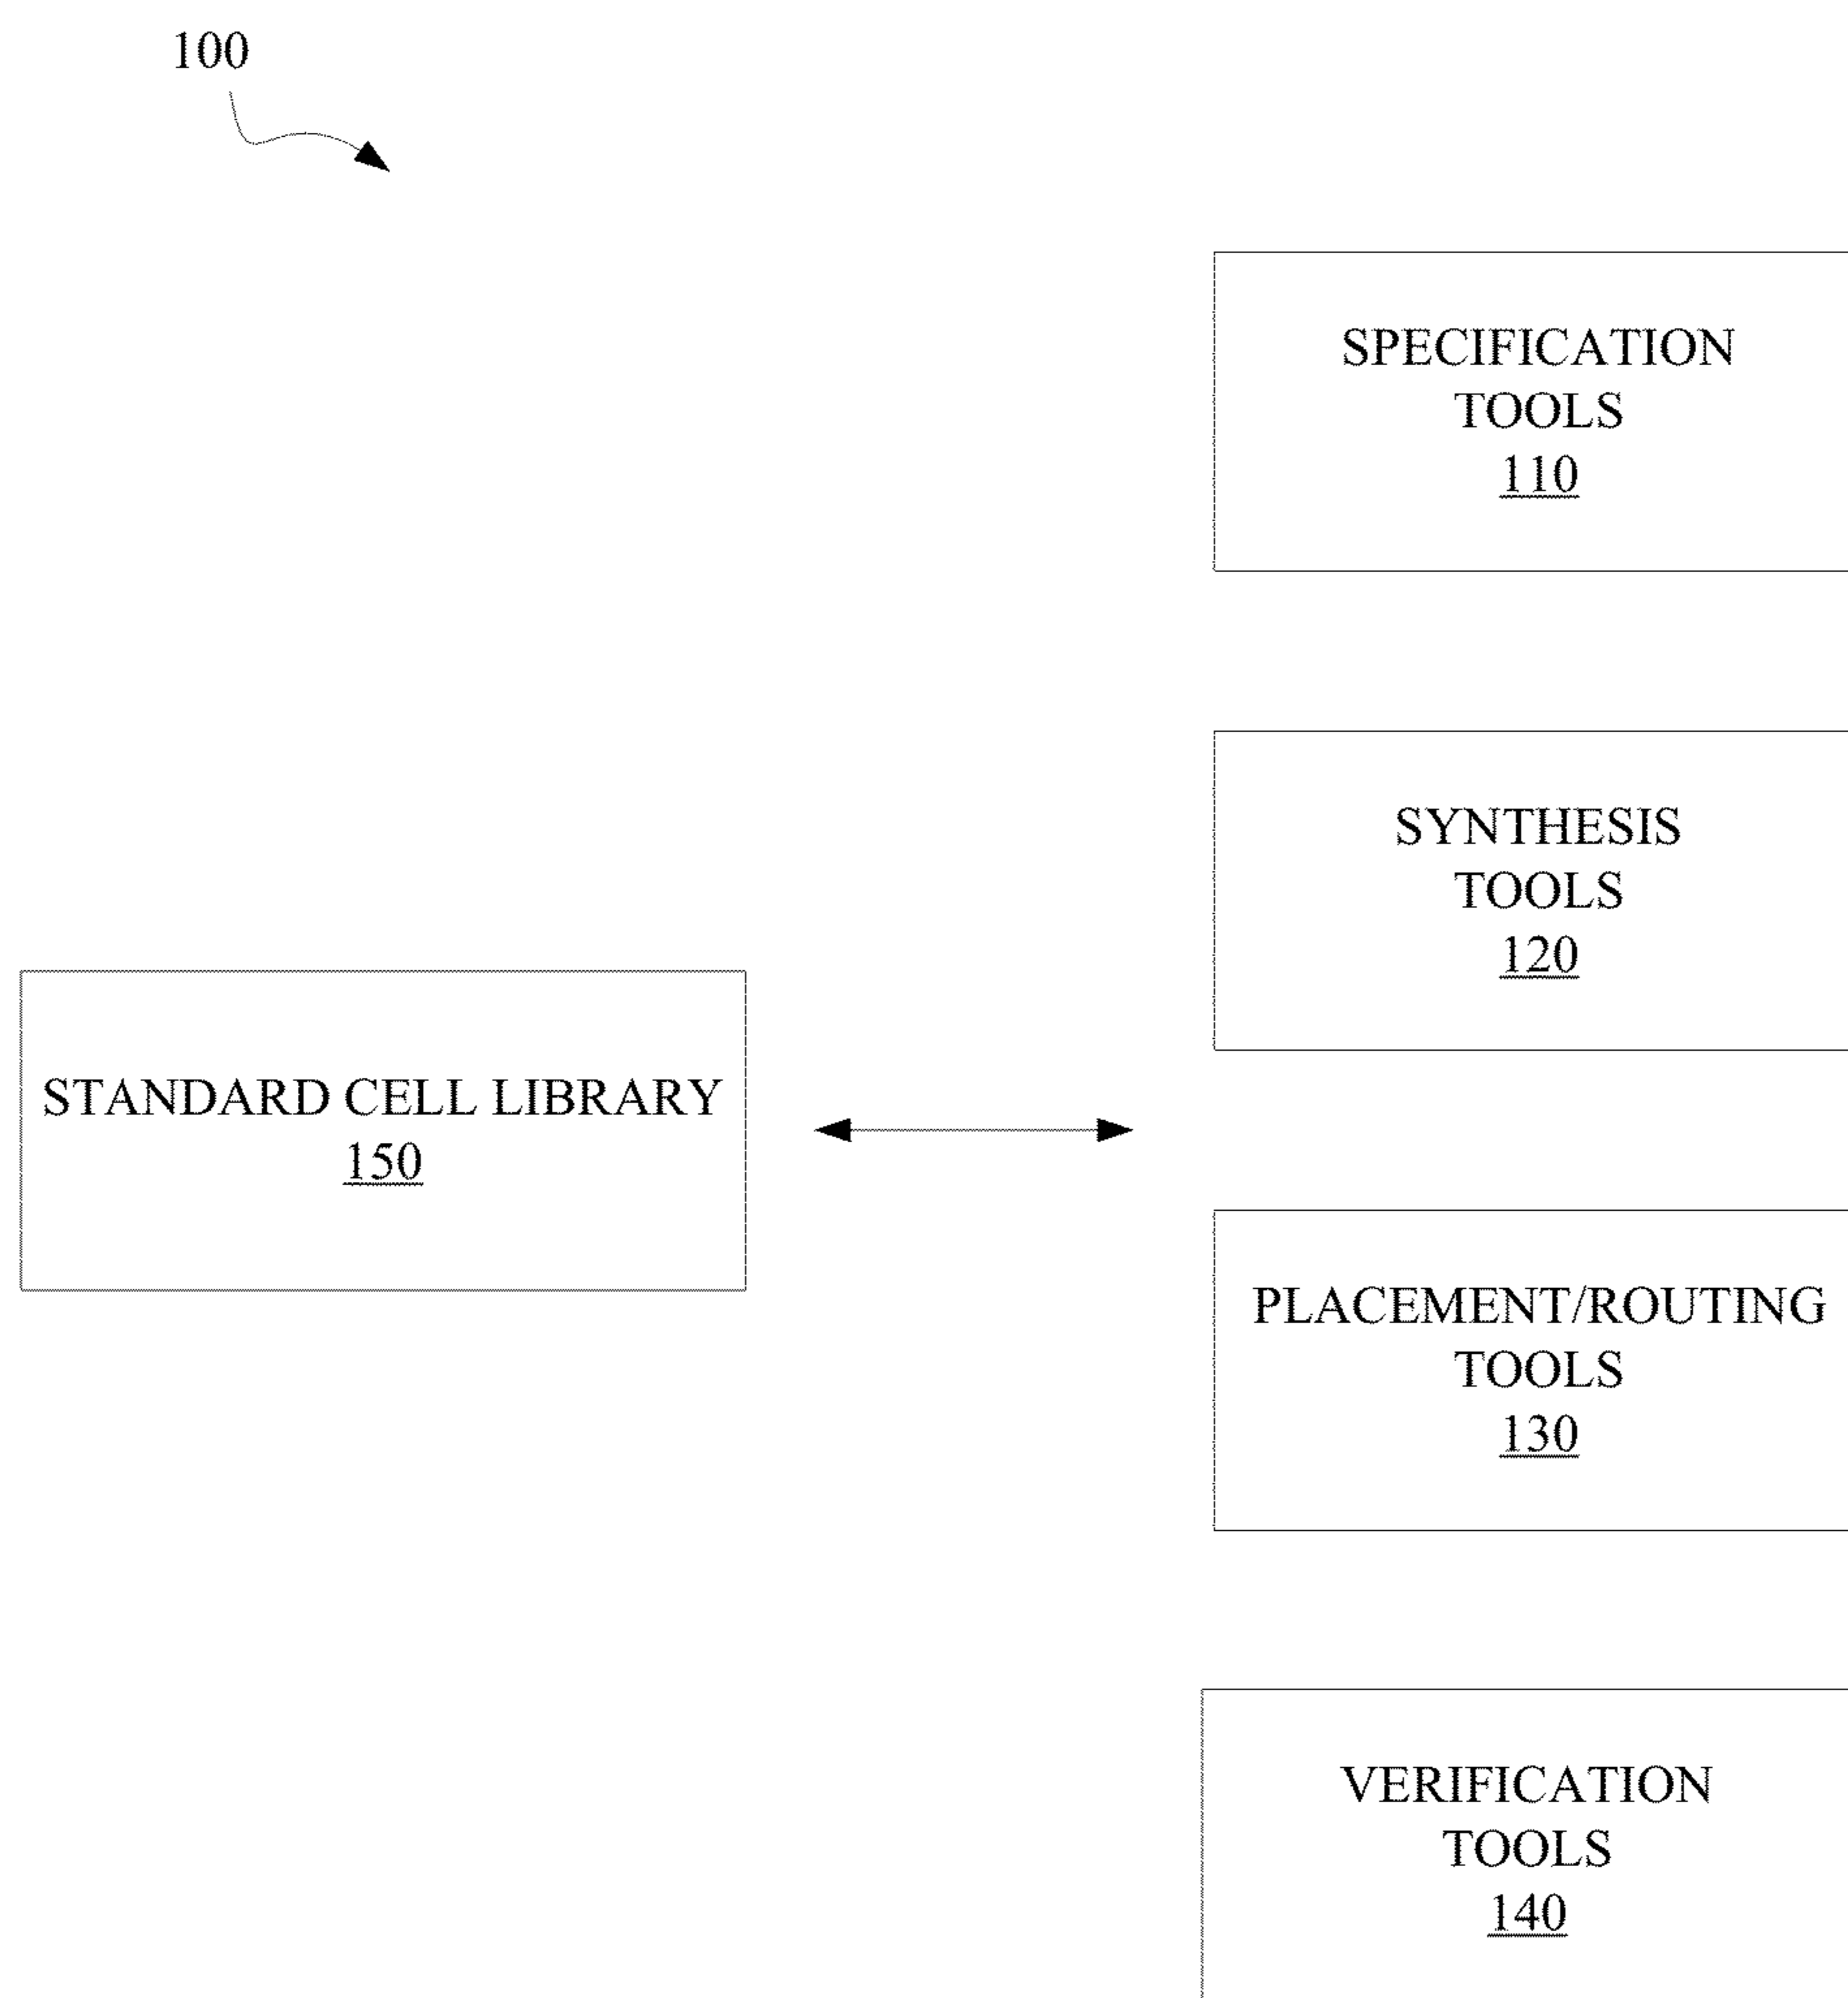 100
SPECIFICATION
TOOLS
110
SYNTHESIS
TOOLS
120
STANDARD CELL LIBRARY
150
PLACEMENT/ROUTING
TOOLS
130
VERIFICATION
TOOLS
140